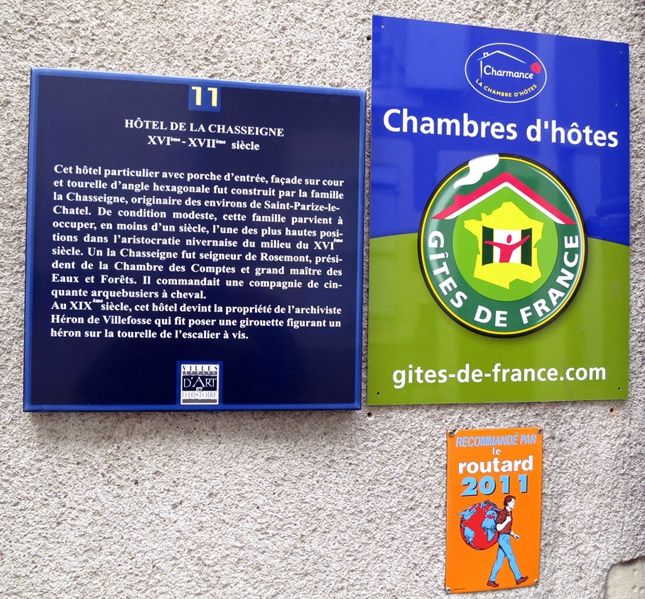 11
HÔTEL DE LA CHASSEIGNE
XVIème - XVIIème siècle
Cet hôtel particulier avec porche d'entrée, façade sur cour
et tourelle d'angle hexagonale fut construit par la famille
la Chasseigne, originaire des environs de Saint-Parize-le-
Chatel. De condition modeste, cette famille parvient à
occuper, en moins d'un siècle, l'une des plus hautes posi-
tions dans l'aristocratie nivernaise du milieu du XVIème
siècle. Un la Chasseigne fut seigneur de Rosemont, prési-
dent de la Chambre des Comptes et grand maître des
Eaux et Forêts. Il commandait une compagnie de cin-
quante arquebusiers à cheval.
Au XIXème siècle, cet hôtel devint la propriété de l'archiviste
Héron de Villefosse qui fit poser une girouette figurant un
héron sur la tourelle de l'escalier à vis.
VILLES
D'ART
D'HISTOIRE
Charmance
LA CHAMBRE D'HÔTES
Chambres d'hôtes
GÎTES DE FRANCE
gites-de-france.com
RECOMMANDÉ PAR
le
routard
2011